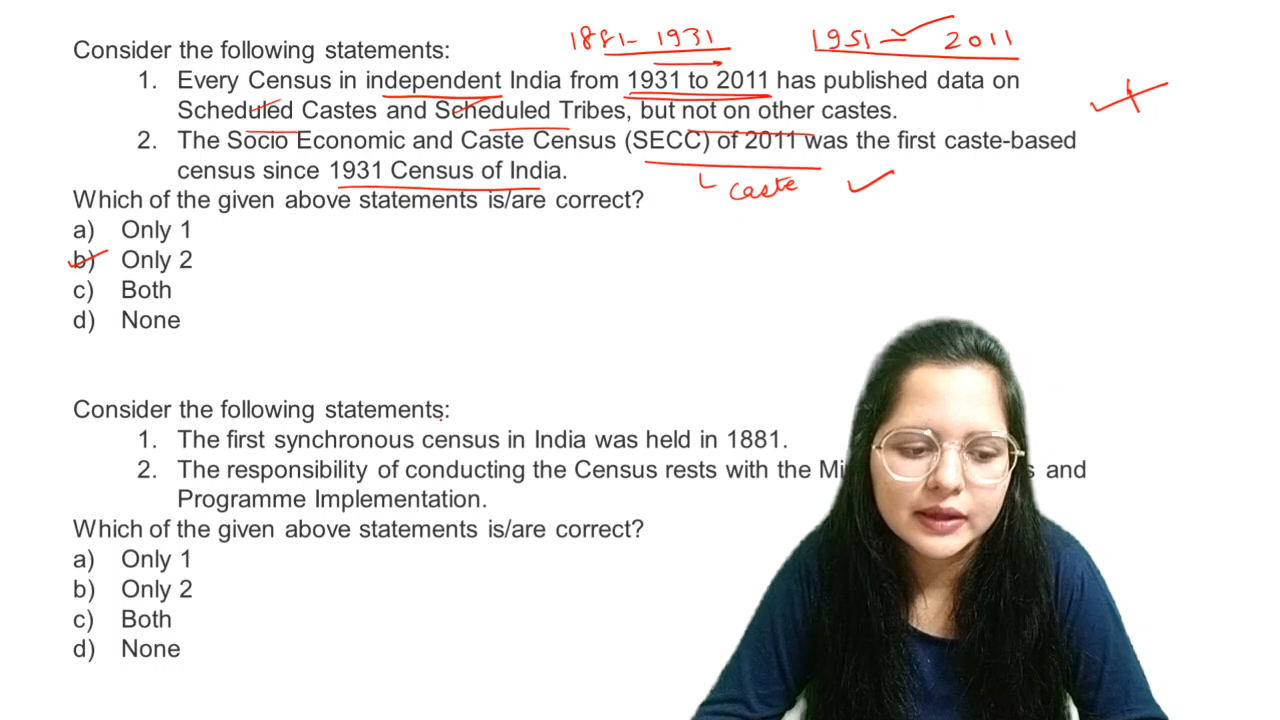 1881- 1931 1951 – 2011
Consider the following statements:
1. Every Census in independent India from 1931 to 2011 has published data on
Scheduled Castes and Scheduled Tribes, but not on other castes.
2. The Socio Economic and Caste Census (SECC) of 2011 was the first caste-based
census since 1931 Census of India.
caste
Which of the given above statements is/are correct?
a) Only 1
b) Only 2
c) Both
d) None
Consider the following statements:
1. The first synchronous census in India was held in 1881.
2. The responsibility of conducting the Census rests with the and
Programme Implementation.
Which of the given above statements is/are correct?
a) Only 1
b) Only 2
c) Both
d) None